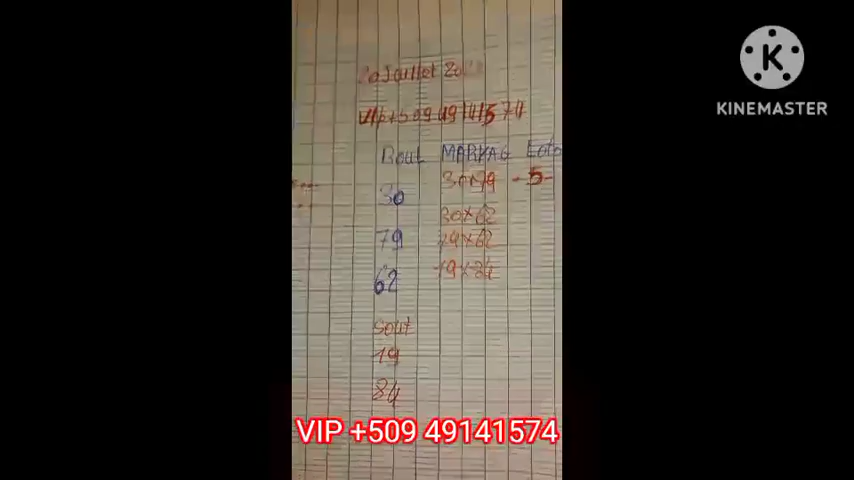 20 Juillet 20
VIP +509 49141574
Boul MARYAG Loto
30 30x79 -5-
30x62
79 79x62
62 19x84
Sout
19
84
VIP +509 49141574
KINEMASTER